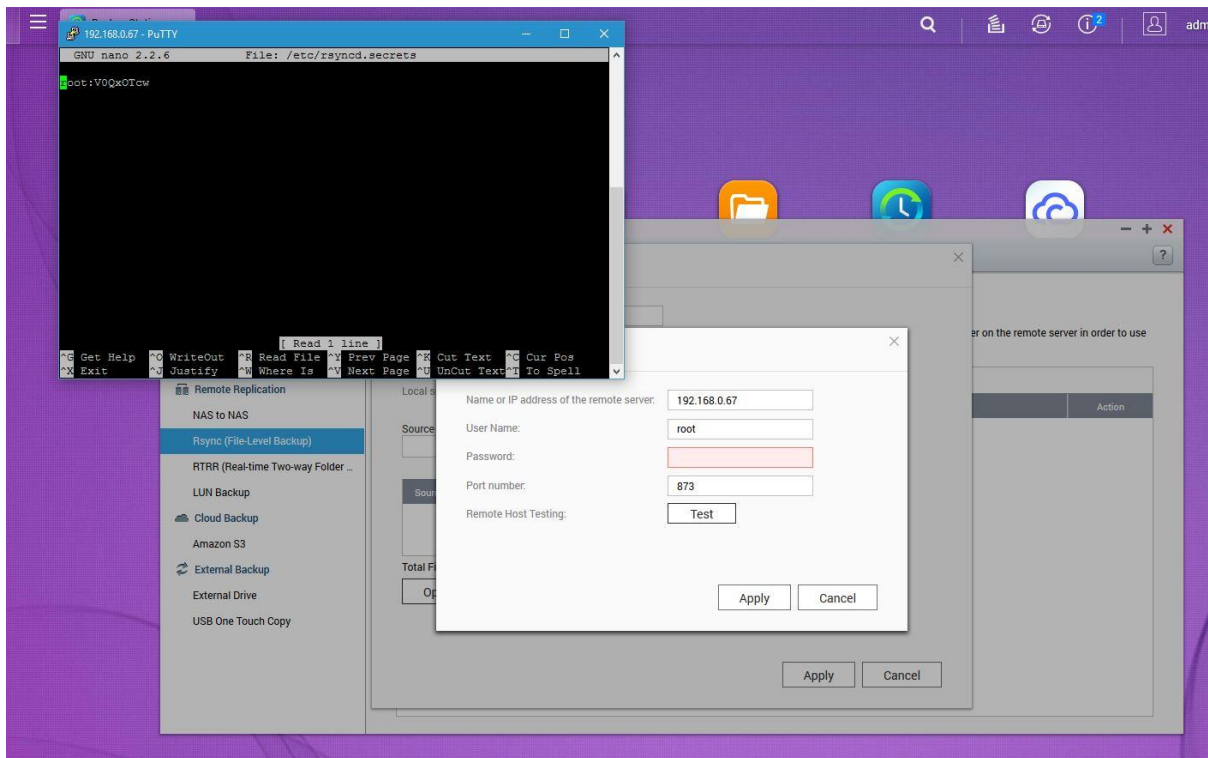 2
adm
192.168.0.67 - PuTTY
GNU nano 2.2.6 File: /etc/rsyncd.secrets
root:V0QxOTcw
[ Read 1 line ]
^G Get Help ^O WriteOut ^R Read File ^Y Prev Page ^K Cut Text ^C Cur Pos
^X Exit ^J Justify ^W Where Is ^V Next Page ^U UnCut Text ^T To Spell
?
er on the remote server in order to use
Remote Replication
NAS to NAS
Rsync (File-Level Backup)
RTRR (Real-time Two-way Folder ...
LUN Backup
Cloud Backup
Amazon S3
External Backup
External Drive
USB One Touch Copy
Local s
Source
Sour
Total Fi
Op
Action
Name or IP address of the remote server: 192.168.0.67
User Name: root
Password:
Port number: 873
Remote Host Testing: Test
Apply Cancel
Apply Cancel